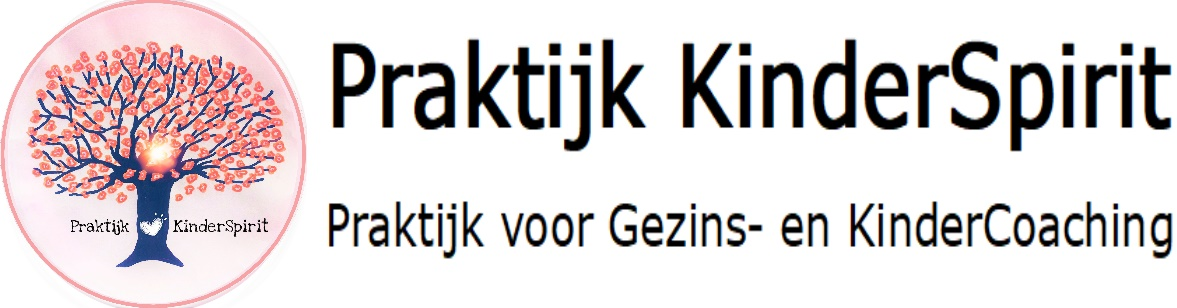 Praktijk KinderSpirit
Praktijk KinderSpirit
Praktijk voor Gezins- en KinderCoaching